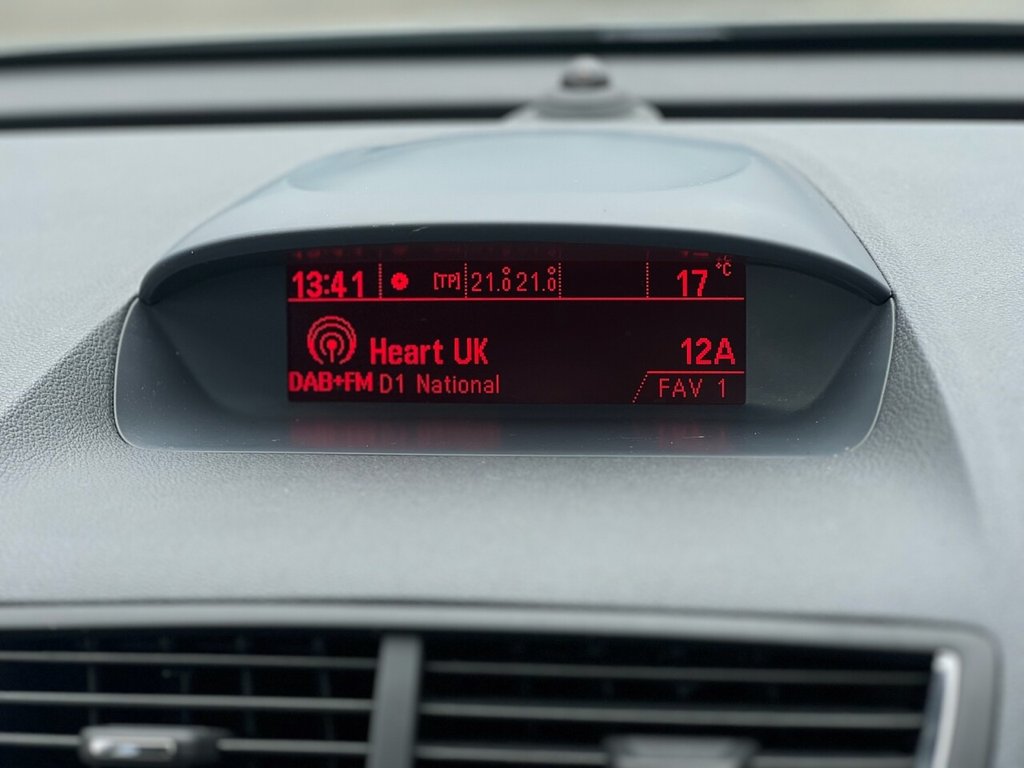 13:41 [TP] 21.0° 21.0° 17 °C
Heart UK 12A
DAB+FM D1 National FAV 1